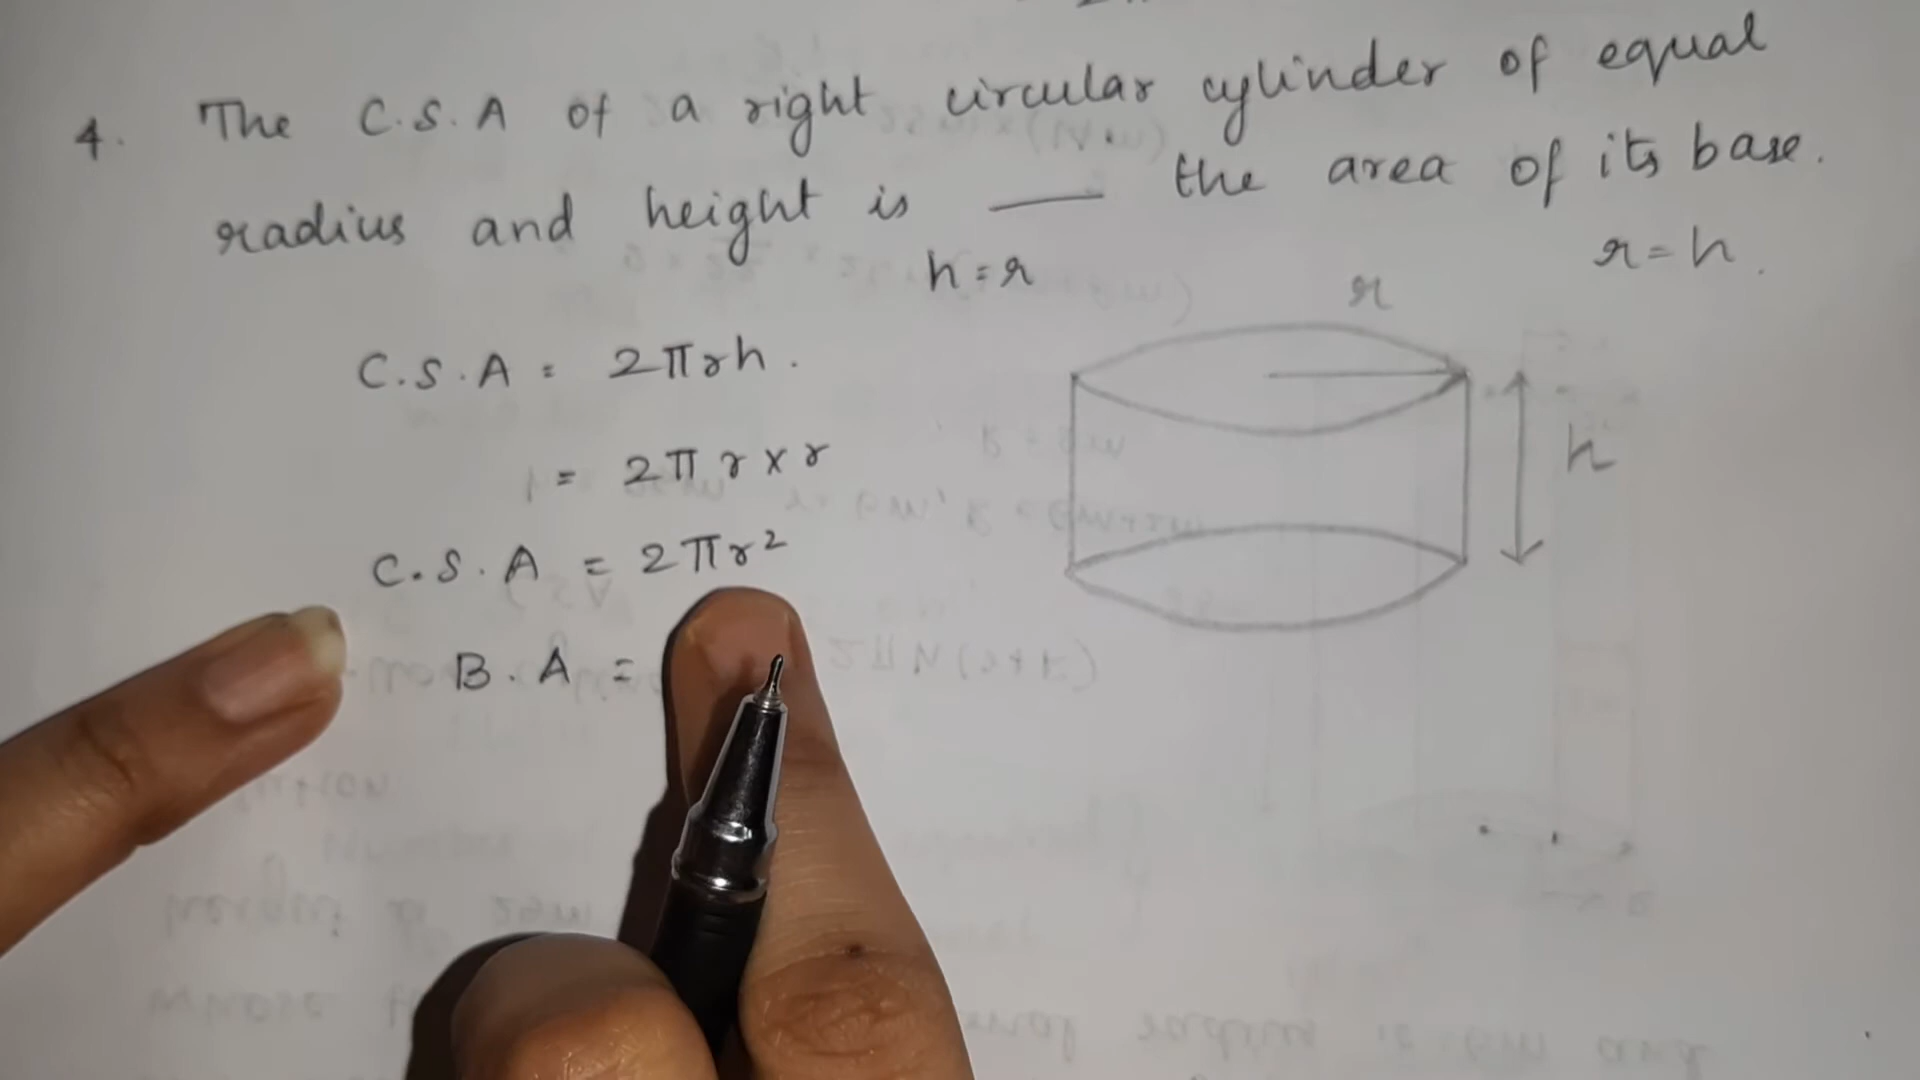 4. The C.S.A of a right circular cylinder of equal
radius and height is ___ the area of its base.
h = r
r = h.
r
C.S.A = 2πrh.
h
= 2πr × r
C.S.A = 2πr²
B.A =